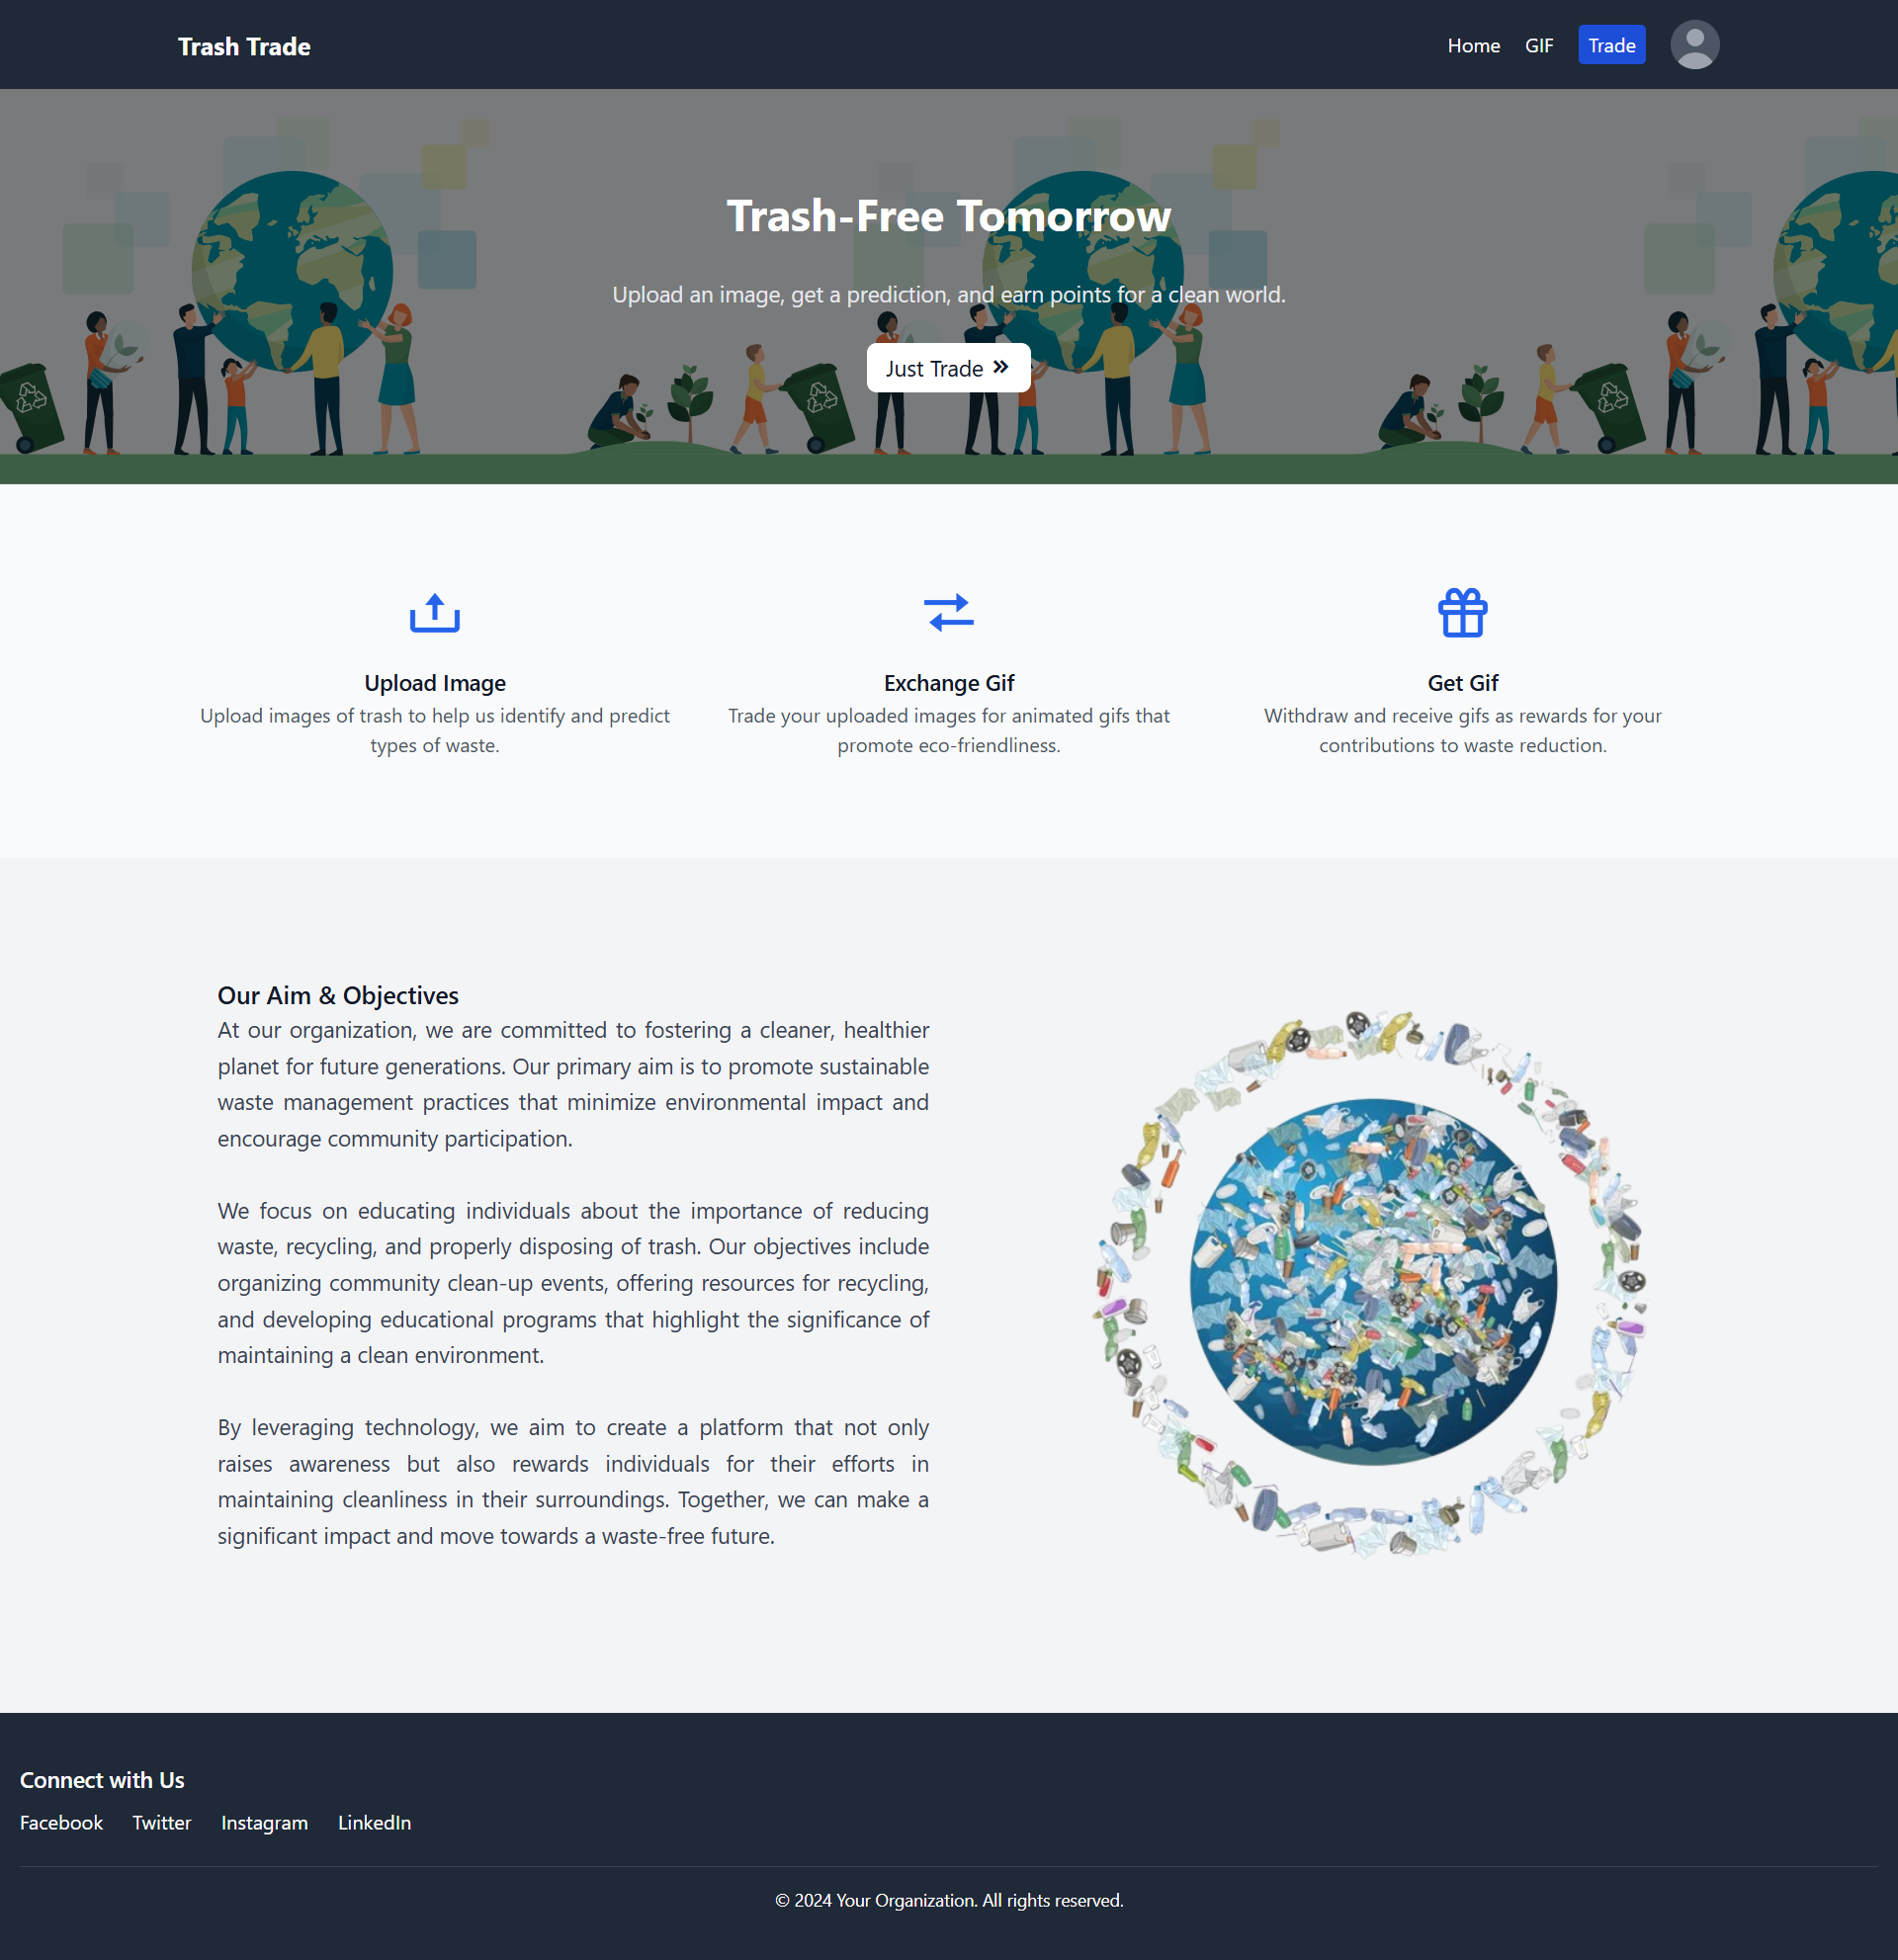 Trash Trade
Home GIF Trade
Trash-Free Tomorrow
Upload an image, get a prediction, and earn points for a clean world.
Just Trade »
Upload Image
Upload images of trash to help us identify and predict
types of waste.
Exchange Gif
Trade your uploaded images for animated gifs that
promote eco-friendliness.
Get Gif
Withdraw and receive gifs as rewards for your
contributions to waste reduction.
Our Aim & Objectives
At our organization, we are committed to fostering a cleaner, healthier
planet for future generations. Our primary aim is to promote sustainable
waste management practices that minimize environmental impact and
encourage community participation.
We focus on educating individuals about the importance of reducing
waste, recycling, and properly disposing of trash. Our objectives include
organizing community clean-up events, offering resources for recycling,
and developing educational programs that highlight the significance of
maintaining a clean environment.
By leveraging technology, we aim to create a platform that not only
raises awareness but also rewards individuals for their efforts in
maintaining cleanliness in their surroundings. Together, we can make a
significant impact and move towards a waste-free future.
Connect with Us
Facebook Twitter Instagram LinkedIn
© 2024 Your Organization. All rights reserved.